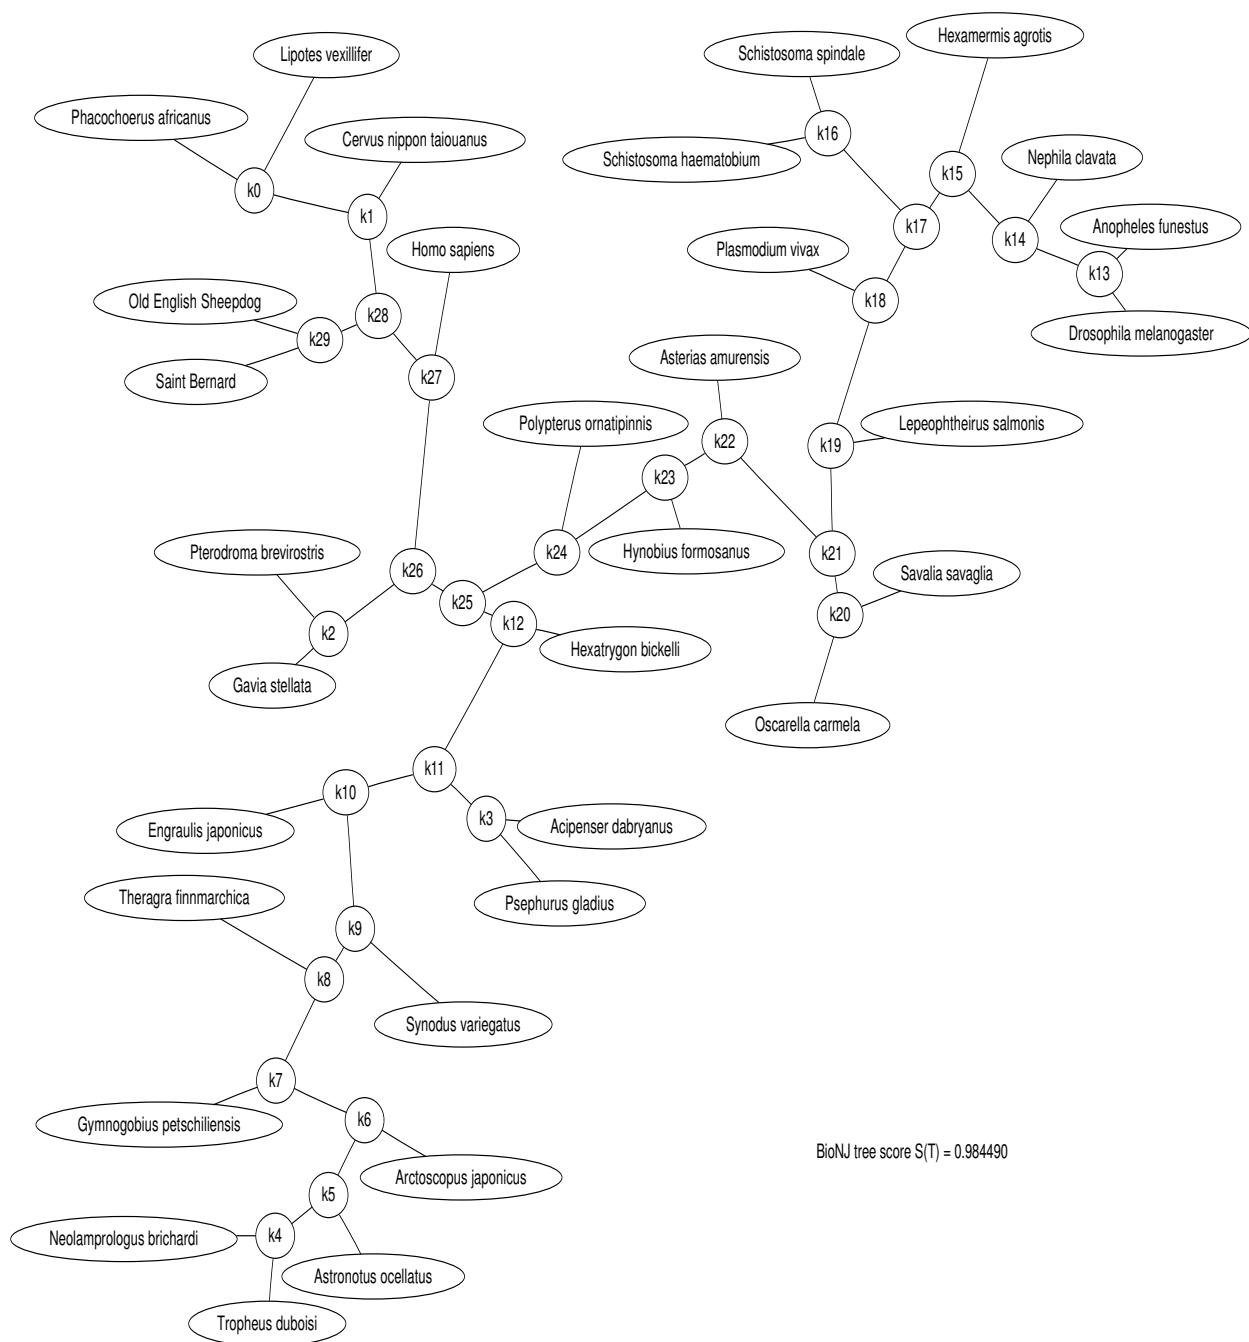 Hexamermis agrotis
Lipotes vexillifer
Schistosoma spindale
Phacochoerus africanus
Cervus nippon taiouanus
k16
Schistosoma haematobium
Nephila clavata
k15
k0
k1
k17
Anopheles funestus
k14
Homo sapiens
Plasmodium vivax
k13
Old English Sheepdog
k18
k28
Drosophila melanogaster
k29
Asterias amurensis
Saint Bernard
k27
Polypterus ornatipinnis
Lepeophtheirus salmonis
k22
k19
k23
Pterodroma brevirostris
k24
Hynobius formosanus
k21
k26
Savalia savaglia
k25
k20
k12
k2
Hexatrygon bickelli
Gavia stellata
Oscarella carmela
k11
k10
k3
Acipenser dabryanus
Engraulis japonicus
Theragra finnmarchica
Psephurus gladius
k9
k8
Synodus variegatus
k7
k6
Gymnogobius petschiliensis
BioNJ tree score S(T) = 0.984490
Arctoscopus japonicus
k5
k4
Neolamprologus brichardi
Astronotus ocellatus
Tropheus duboisi